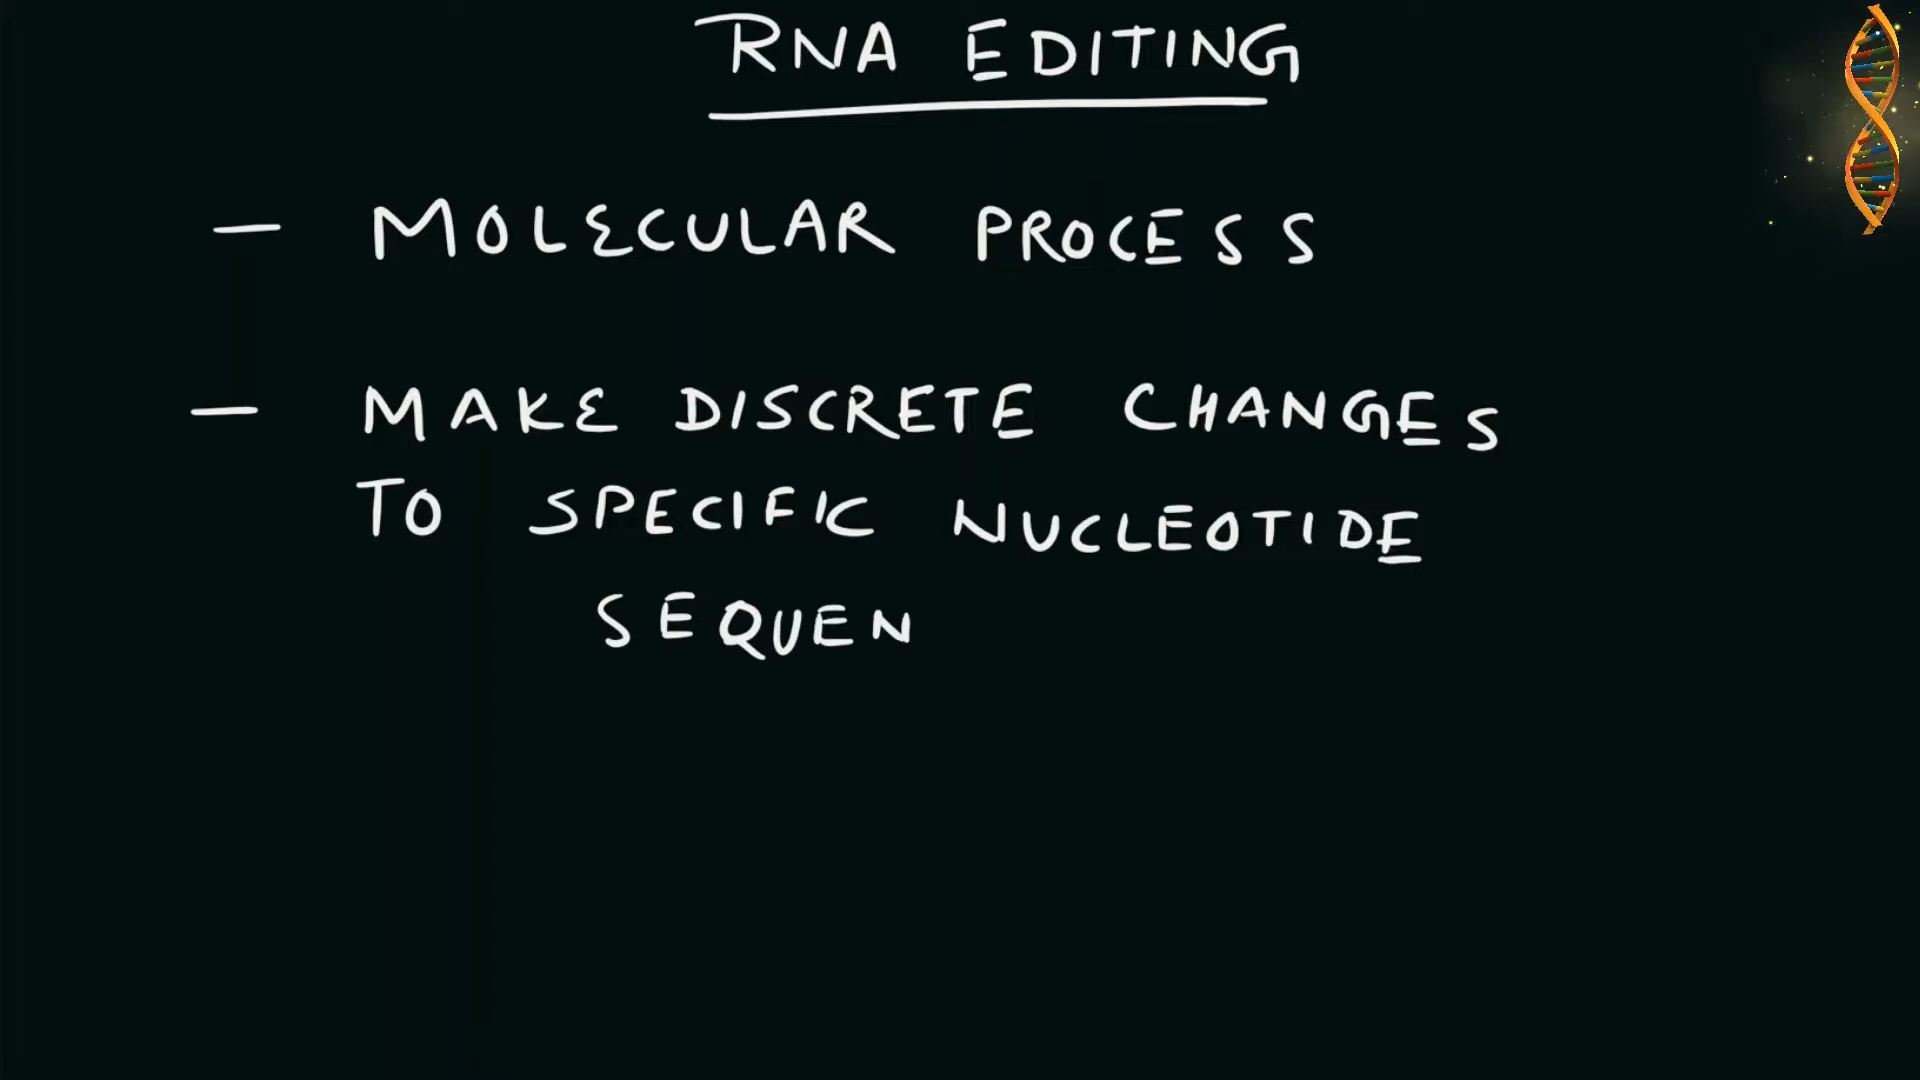 RNA EDITING
— MOLECULAR PROCESS
— MAKE DISCRETE CHANGES
TO SPECIFIC NUCLEOTIDE
SEQUEN